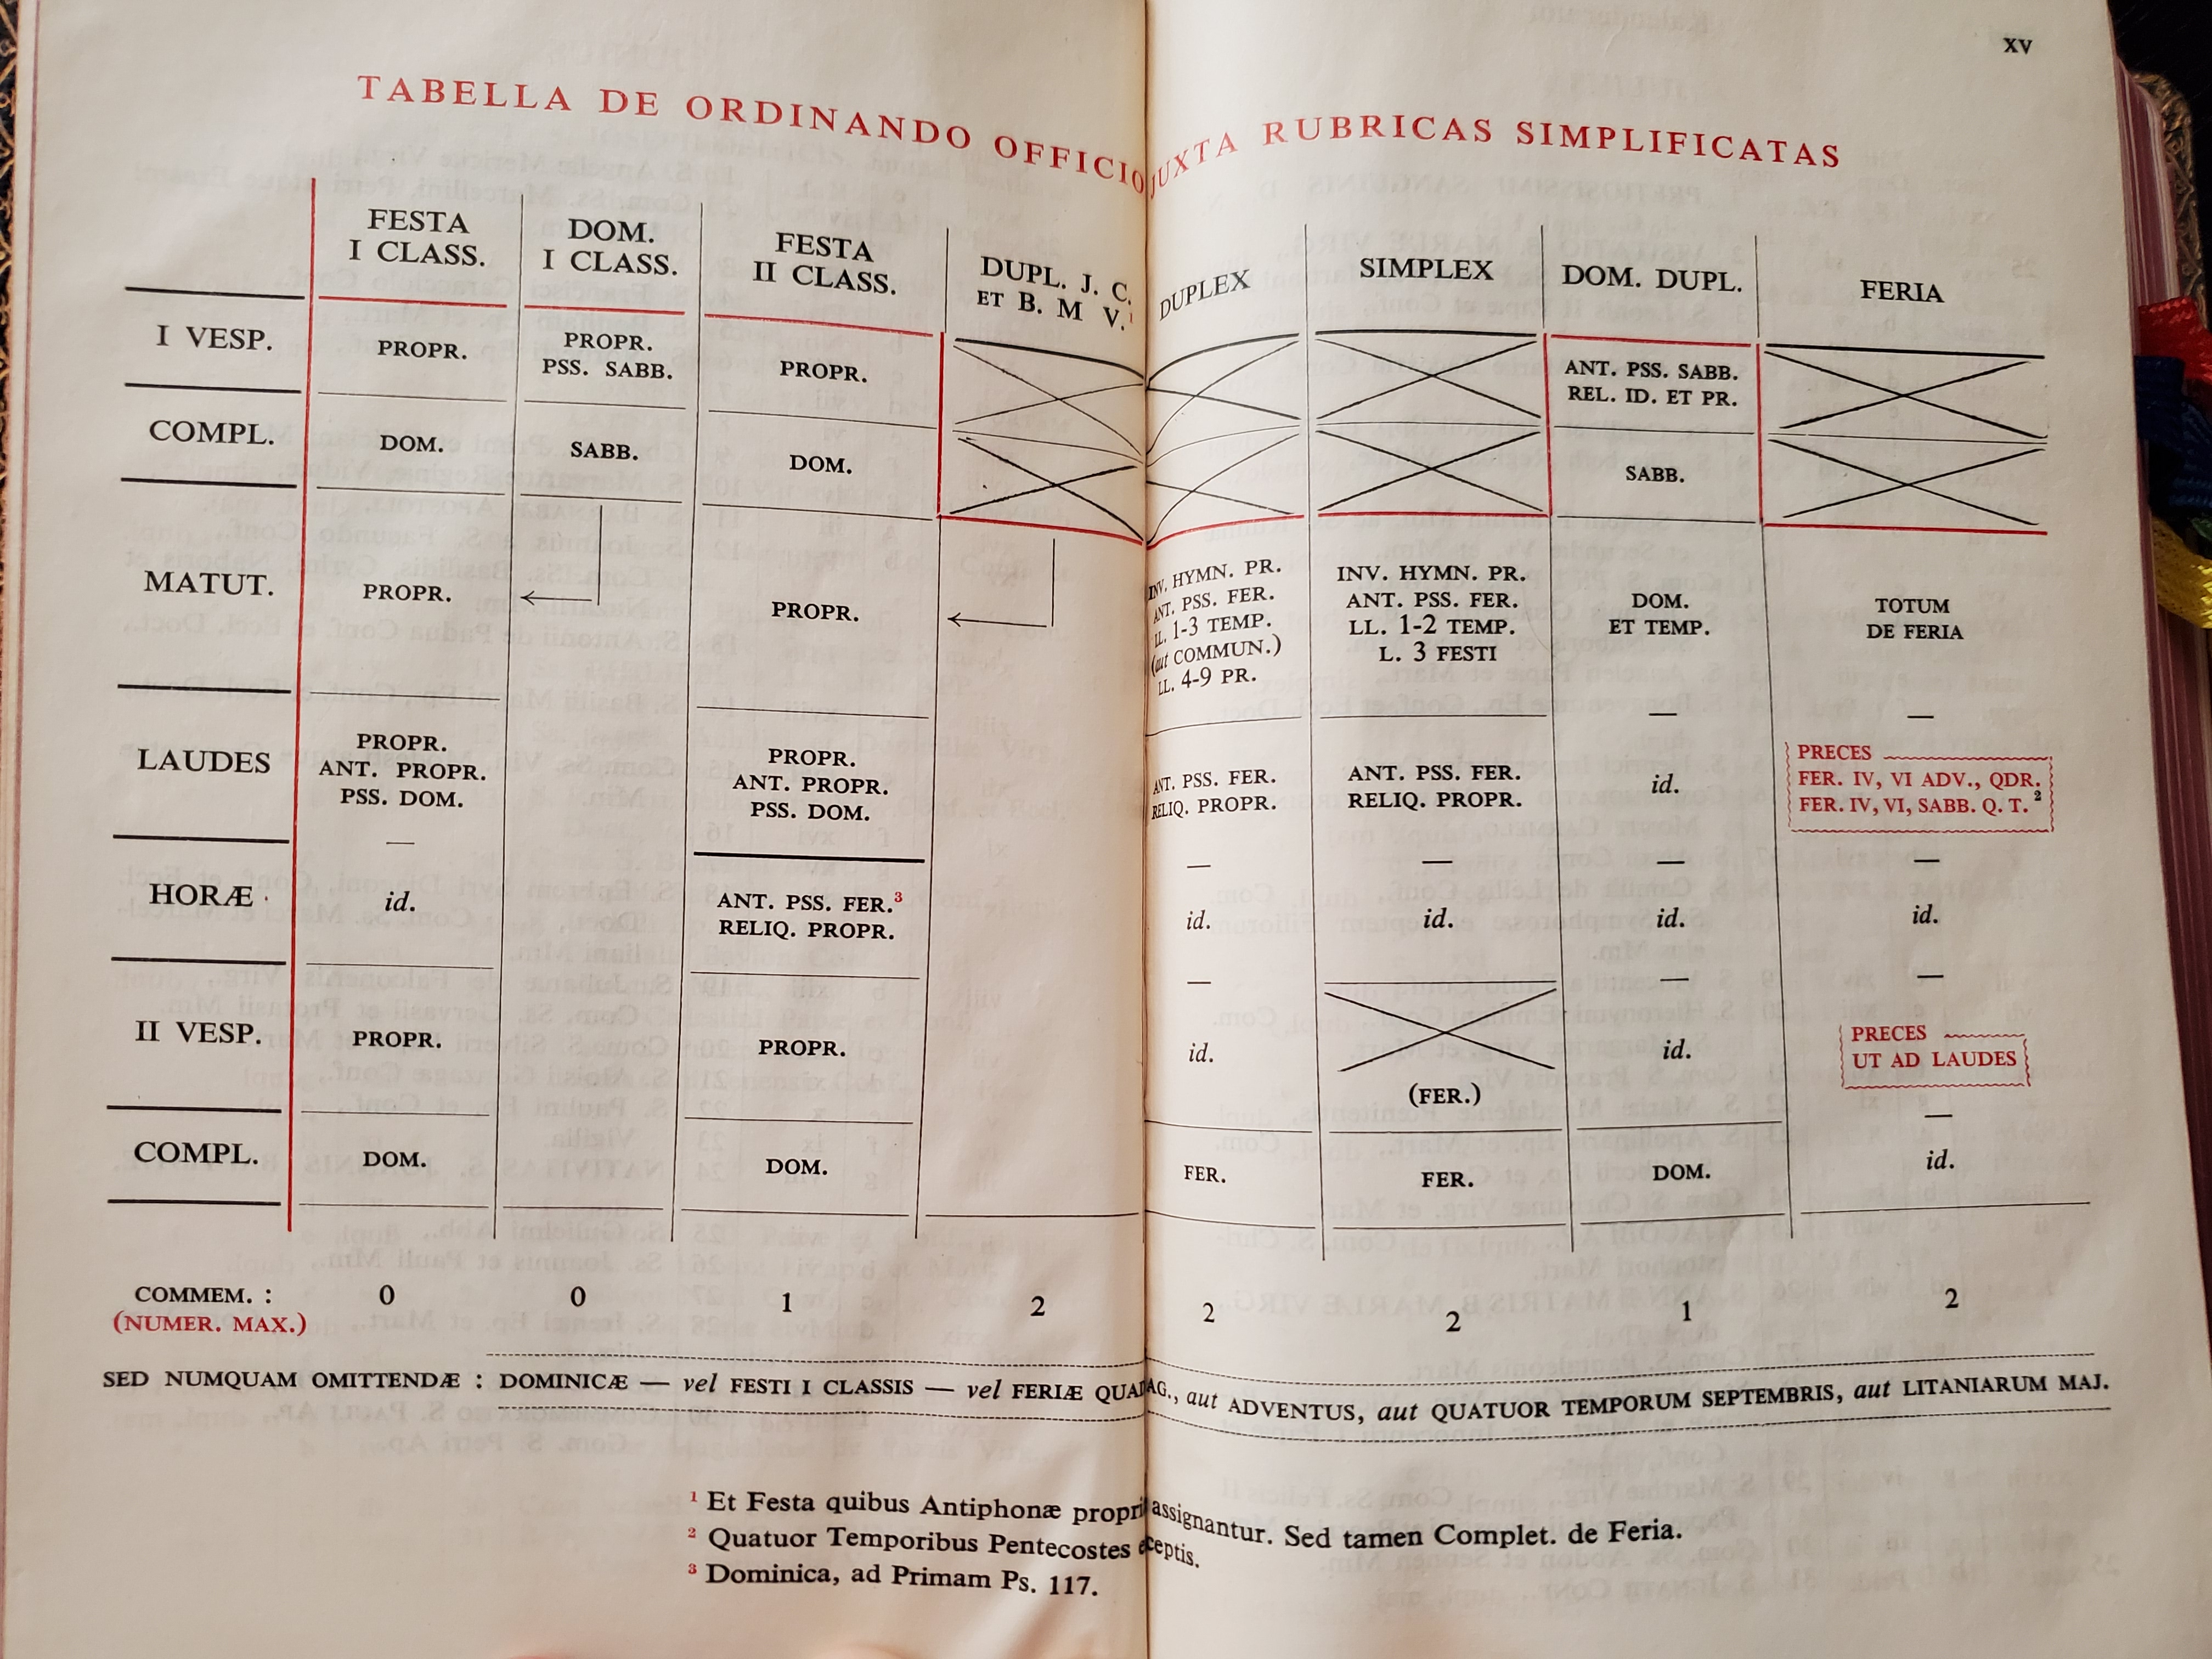 XV
TABELLA DE ORDINANDO OFFICIO JUXTA RUBRICAS SIMPLIFICATAS
FESTA
I CLASS.
DOM.
I CLASS.
FESTA
II CLASS.
DUPL. J. C.
ET B. M V.¹
DUPLEX
SIMPLEX
DOM. DUPL.
FERIA
I VESP.
PROPR.
PROPR.
PSS. SABB.
PROPR.
ANT. PSS. SABB.
REL. ID. ET PR.
COMPL.
DOM.
SABB.
DOM.
SABB.
MATUT.
PROPR.
PROPR.
INV. HYMN. PR.
ANT. PSS. FER.
LL. 1-3 TEMP.
(aut COMMUN.)
LL. 4-9 PR.
INV. HYMN. PR.
ANT. PSS. FER.
LL. 1-2 TEMP.
L. 3 FESTI
DOM.
ET TEMP.
TOTUM
DE FERIA
LAUDES
PROPR.
ANT. PROPR.
PSS. DOM.
PROPR.
ANT. PROPR.
PSS. DOM.
ANT. PSS. FER.
RELIQ. PROPR.
ANT. PSS. FER.
RELIQ. PROPR.
—
id.
—
PRECES
FER. IV, VI ADV., QDR.
FER. IV, VI, SABB. Q. T.²
HORÆ
—
id.
ANT. PSS. FER.³
RELIQ. PROPR.
—
id.
—
id.
—
id.
—
id.
II VESP.
PROPR.
PROPR.
—
id.
(FER.)
—
id.
—
PRECES
UT AD LAUDES
COMPL.
DOM.
DOM.
FER.
FER.
DOM.
—
id.
COMMEM. :
(NUMER. MAX.)
0
0
1
2
2
2
1
2
SED NUMQUAM OMITTENDÆ : DOMINICÆ — vel FESTI I CLASSIS — vel FERIÆ QUADRAG., aut ADVENTUS, aut QUATUOR TEMPORUM SEPTEMBRIS, aut LITANIARUM MAJ.
¹ Et Festa quibus Antiphonæ propriæ assignantur. Sed tamen Complet. de Feria.
² Quatuor Temporibus Pentecostes exceptis.
³ Dominica, ad Primam Ps. 117.